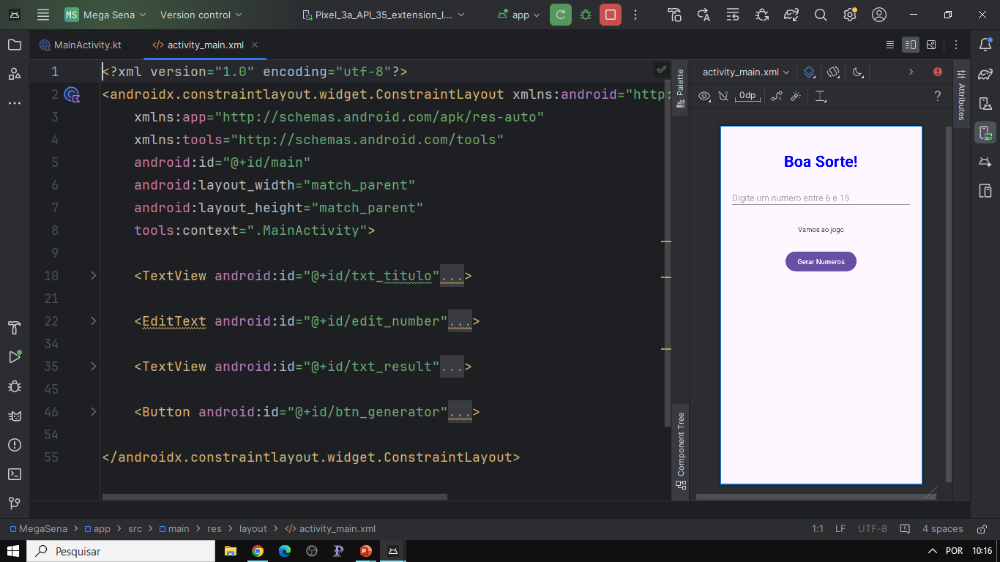 MS Mega Sena Version control Pixel_3a_API_35_extension_l... app
MainActivity.kt activity_main.xml
1 <?xml version="1.0" encoding="utf-8"?>
2 <androidx.constraintlayout.widget.ConstraintLayout xmlns:android="http:
3 xmlns:app="http://schemas.android.com/apk/res-auto"
4 xmlns:tools="http://schemas.android.com/tools"
5 android:id="@+id/main"
6 android:layout_width="match_parent"
7 android:layout_height="match_parent"
8 tools:context=".MainActivity">
9
10 <TextView android:id="@+id/txt_titulo"...>
21
22 <EditText android:id="@+id/edit_number"...>
34
35 <TextView android:id="@+id/txt_result"...>
45
46 <Button android:id="@+id/btn_generator"...>
54
55 </androidx.constraintlayout.widget.ConstraintLayout>
Palette
Component Tree
activity_main.xml
0dp ?
Attributes
Boa Sorte!
Digite um numero entre 6 e 15
Vamos ao jogo
Gerar Numeros
MegaSena app src main res layout activity_main.xml 1:1 LF UTF-8 4 spaces
Pesquisar POR 10:16